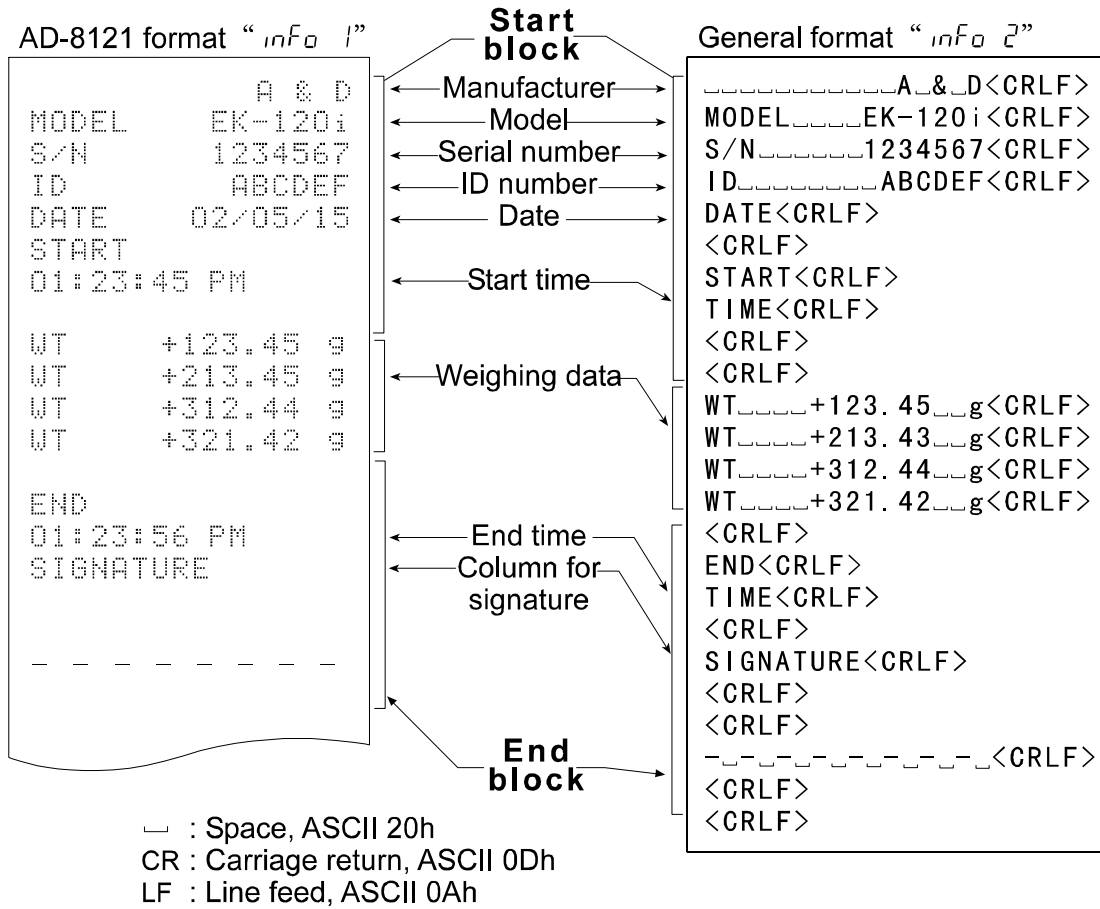 AD-8121 format “ inFo 1”
A & D
MODEL EK-120i
S/N 1234567
ID ABCDEF
DATE 02/05/15
START
01:23:45 PM
WT +123.45 g
WT +213.45 g
WT +312.44 g
WT +321.42 g
END
01:23:56 PM
SIGNATURE
_ _ _ _ _ _ _ _ _
Start
block
Manufacturer
Model
Serial number
ID number
Date
Start time
Weighing data
End time
Column for
signature
End
block
General format “ inFo 2”
␣␣␣␣␣␣␣␣␣␣␣A␣&␣D<CRLF>
MODEL␣␣␣␣EK-120i<CRLF>
S/N␣␣␣␣␣␣1234567<CRLF>
ID␣␣␣␣␣␣␣␣ABCDEF<CRLF>
DATE<CRLF>
<CRLF>
START<CRLF>
TIME<CRLF>
<CRLF>
<CRLF>
WT␣␣␣␣+123.45␣␣g<CRLF>
WT␣␣␣␣+213.43␣␣g<CRLF>
WT␣␣␣␣+312.44␣␣g<CRLF>
WT␣␣␣␣+321.42␣␣g<CRLF>
<CRLF>
END<CRLF>
TIME<CRLF>
<CRLF>
SIGNATURE<CRLF>
<CRLF>
<CRLF>
-␣-␣-␣-␣-␣-␣-␣-␣<CRLF>
<CRLF>
<CRLF>
␣ : Space, ASCII 20h
CR : Carriage return, ASCII 0Dh
LF : Line feed, ASCII 0Ah